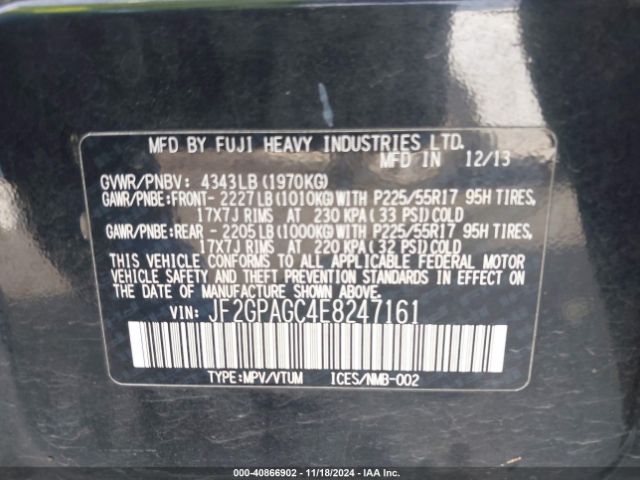 MFD BY FUJI HEAVY INDUSTRIES LTD.
MFD IN 12/13
GVWR/PNBV: 4343LB(1970KG)
GAWR/PNBE:FRONT- 2227LB(1010KG)WITH P225/55R17 95H TIRES,
17X7J RIMS AT 230 KPA( 33 PSI)COLD
GAWR/PNBE:REAR - 2205LB(1000KG)WITH P225/55R17 95H TIRES,
17X7J RIMS AT 220 KPA( 32 PSI)COLD
THIS VEHICLE CONFORMS TO ALL APPLICABLE FEDERAL MOTOR
VEHICLE SAFETY AND THEFT PREVENTION STANDARDS IN EFFECT ON
THE DATE OF MANUFACTURE SHOWN ABOVE.
VIN: JF2GPAGC4E8247161
TYPE:MPV/VTUM ICES/NMB-002
000-40866902 - 11/18/2024 - IAA Inc.